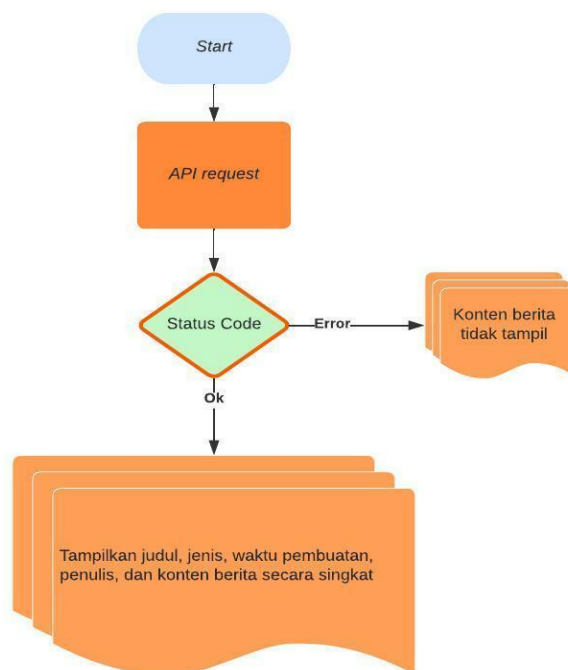 Start
API request
Status Code
Error
Konten berita
tidak tampil
Ok
Tampilkan judul, jenis, waktu pembuatan,
penulis, dan konten berita secara singkat